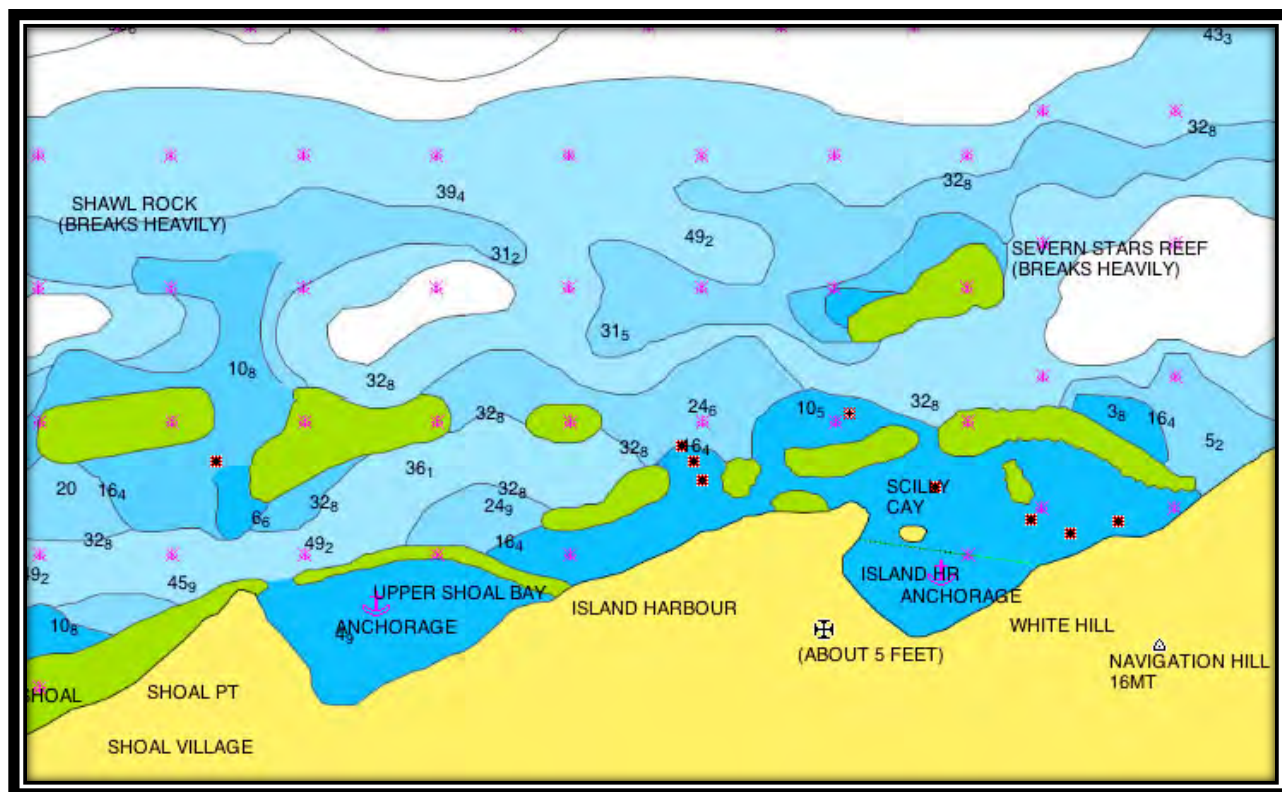 43₃
32₈
SHAWL ROCK
(BREAKS HEAVILY)
39₄
32₈
49₂
31₂
SEVERN STARS REEF
(BREAKS HEAVILY)
31₅
10₈
32₈
32₈
24₆
10₅
32₈
3₈
16₄
5₂
32₈
16₄
36₁
20
16₄
32₈
32₈
24₉
SCILLY
CAY
6₆
32₈
49₂
16₄
49₂
45₉
ISLAND HR
ANCHORAGE
UPPER SHOAL BAY
ANCHORAGE
4₉
ISLAND HARBOUR
10₈
WHITE HILL
(ABOUT 5 FEET)
NAVIGATION HILL
16MT
SHOAL
SHOAL PT
SHOAL VILLAGE